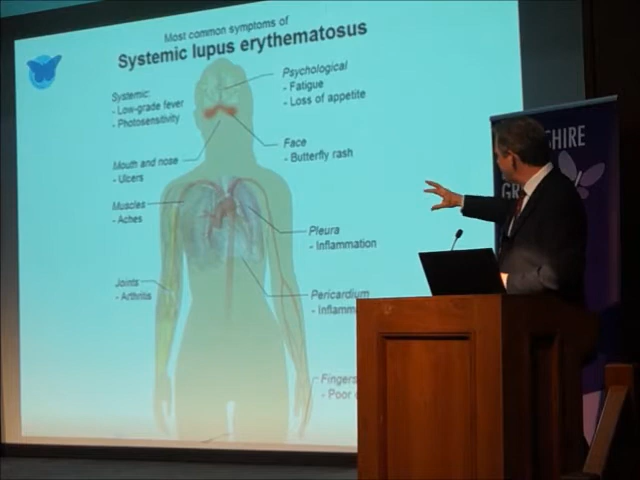 Most common symptoms of
Systemic lupus erythematosus
Systemic:
- Low-grade fever
- Photosensitivity
Psychological
- Fatigue
- Loss of appetite
Face
- Butterfly rash
Mouth and nose
- Ulcers
Muscles
- Aches
Pleura
- Inflammation
Joints
- Arthritis
Pericardium
- Inflamm
Fingers
- Poor
SHIRE
GR